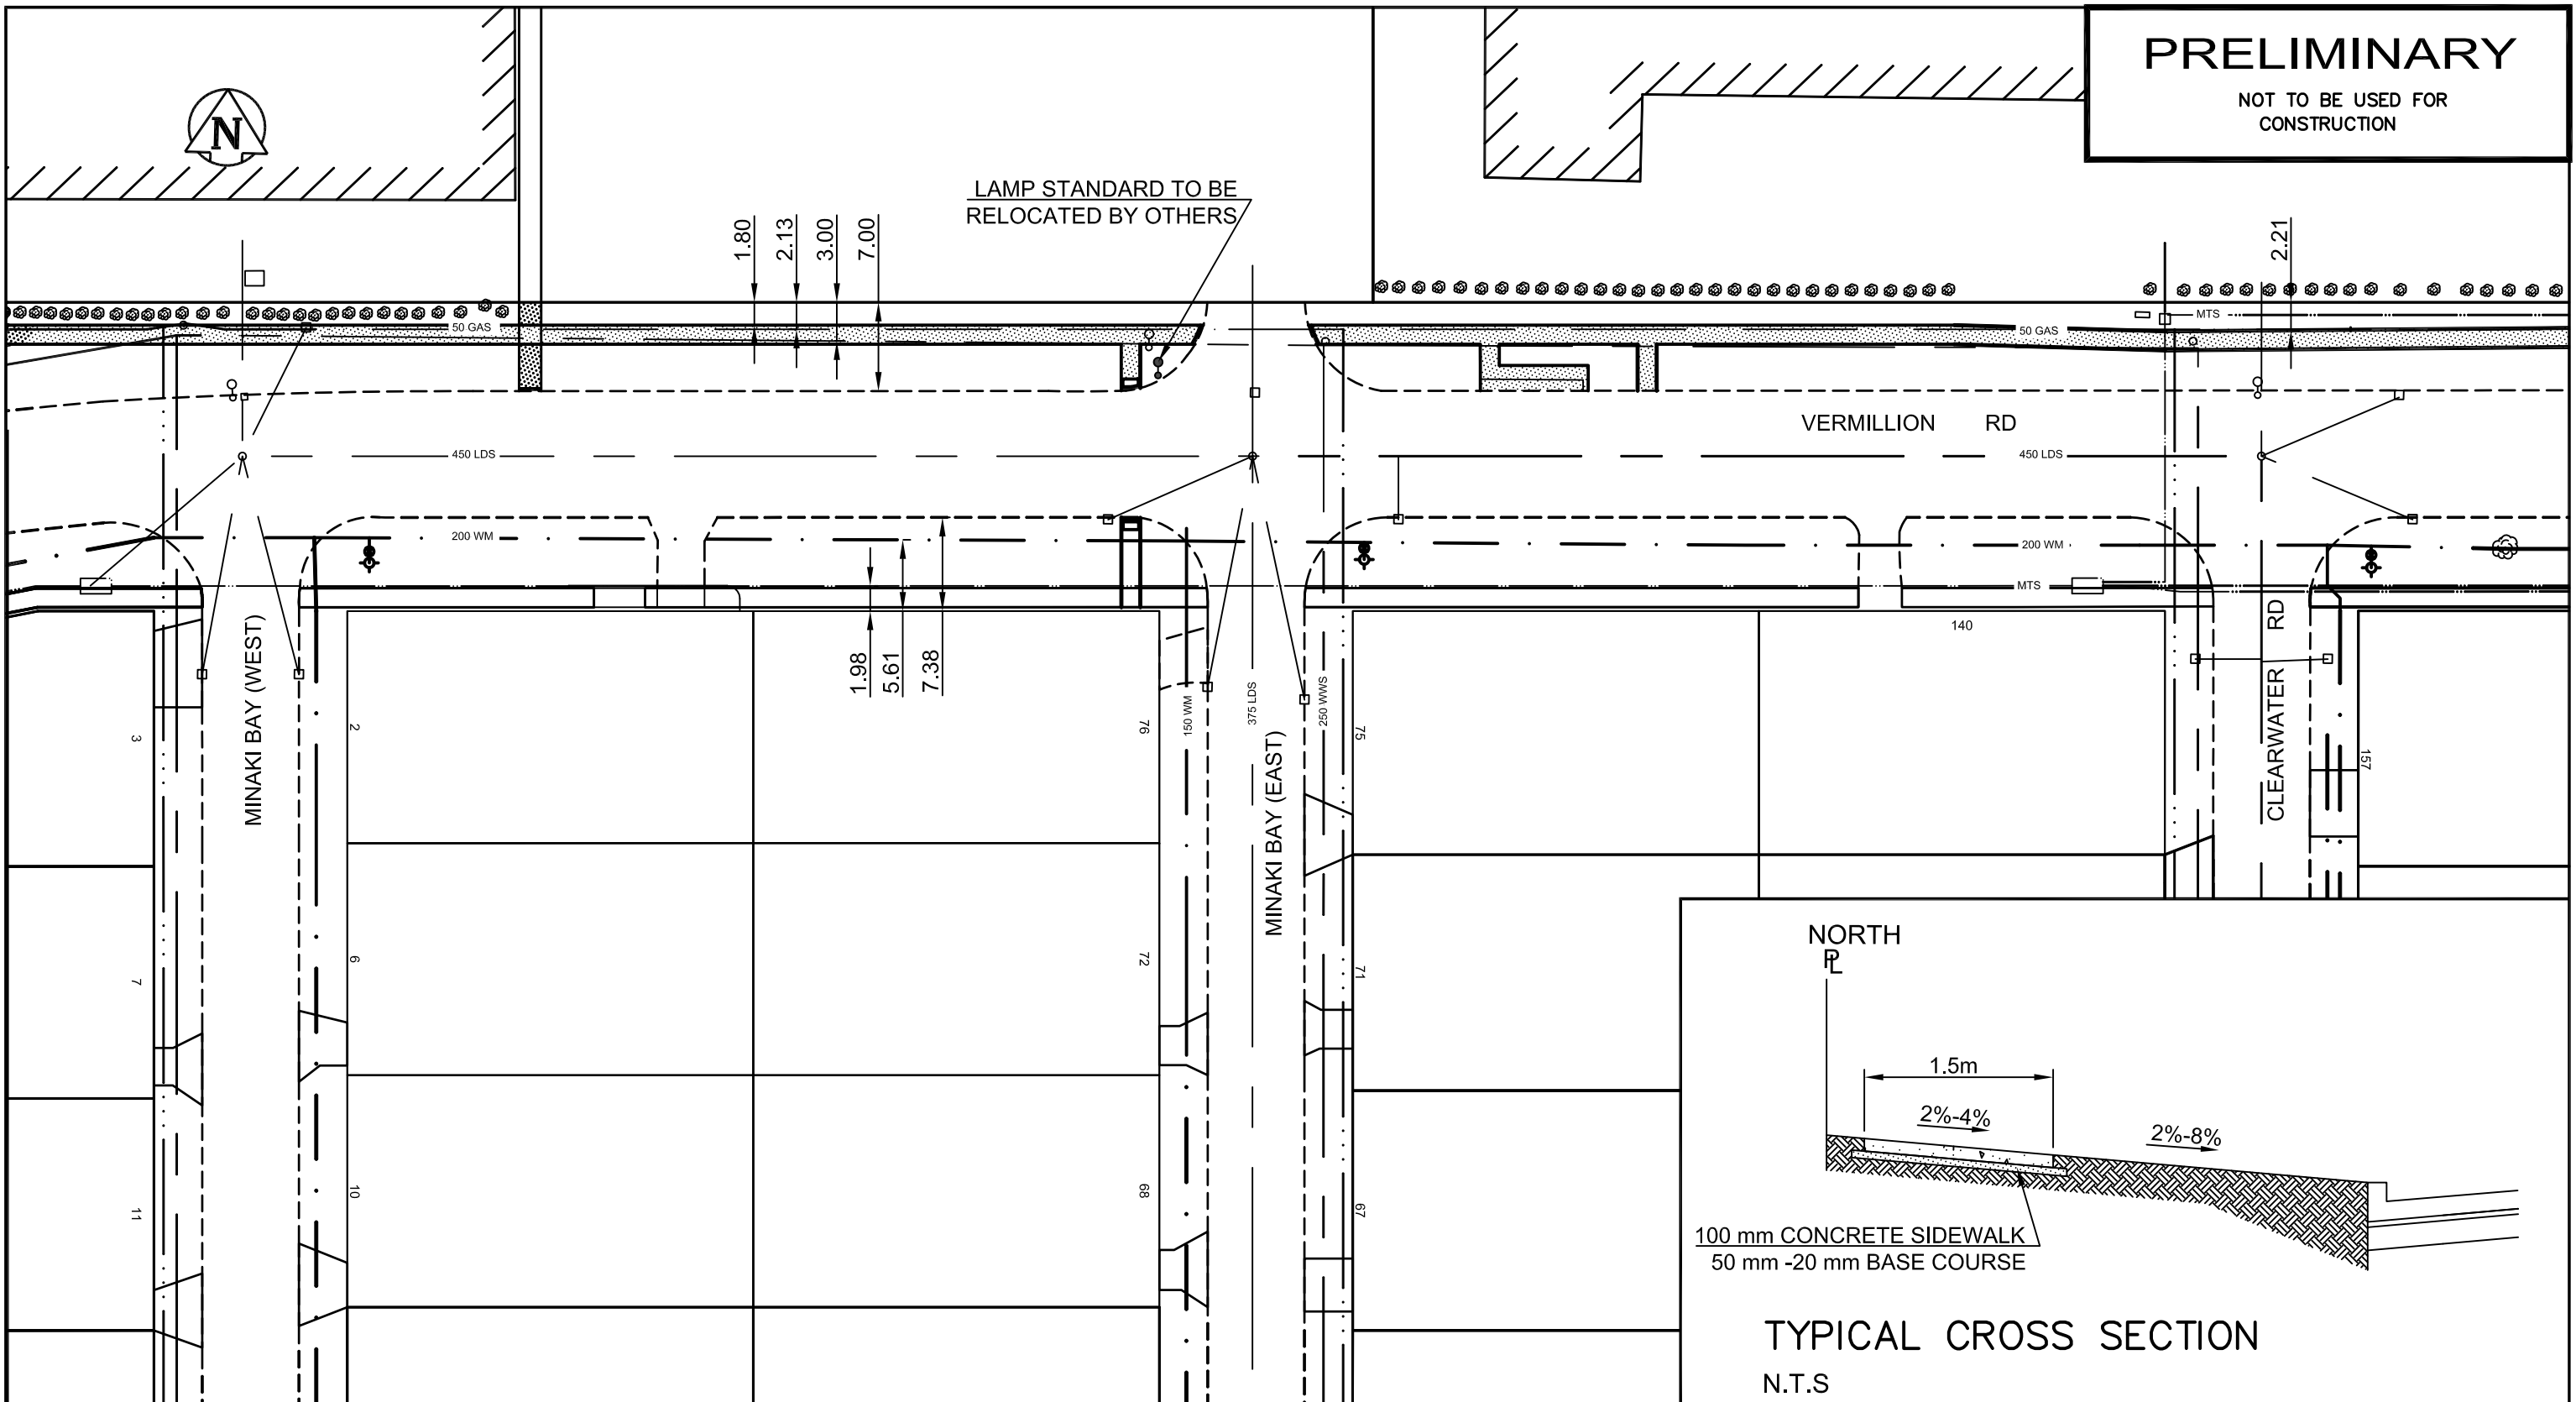 PRELIMINARY
NOT TO BE USED FOR
CONSTRUCTION
N
LAMP STANDARD TO BE
RELOCATED BY OTHERS
1.80
2.13
3.00
7.00
2.21
50 GAS
MTS
50 GAS
VERMILLION RD
450 LDS
450 LDS
200 WM
200 WM
MTS
140
1.98
5.61
7.38
MINAKI BAY (WEST)
MINAKI BAY (EAST)
CLEARWATER RD
150 WM
375 LDS
250 WWS
3
2
76
75
157
7
6
72
71
11
10
68
67
NORTH
PL
1.5m
2%-4%
2%-8%
100 mm CONCRETE SIDEWALK
50 mm -20 mm BASE COURSE
TYPICAL CROSS SECTION
N.T.S